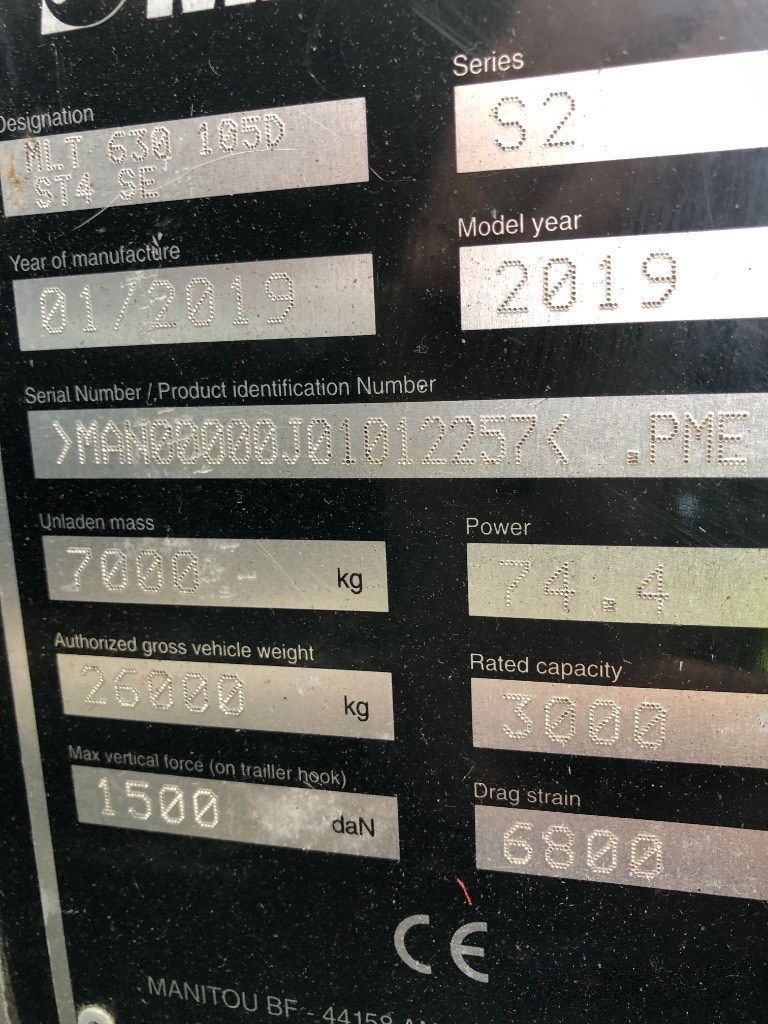 Designation
MLT 630 105D
ST4 SE
Series
S2
Year of manufacture
01/2019
Model year
2019
Serial Number / Product identification Number
>MAN00000J01012257< .PME
Unladen mass
7000 kg
Power
74.4
Authorized gross vehicle weight
26000 kg
Rated capacity
3000
Max vertical force (on trailler hook)
1500 daN
Drag strain
6800
CE
MANITOU BF - 44158